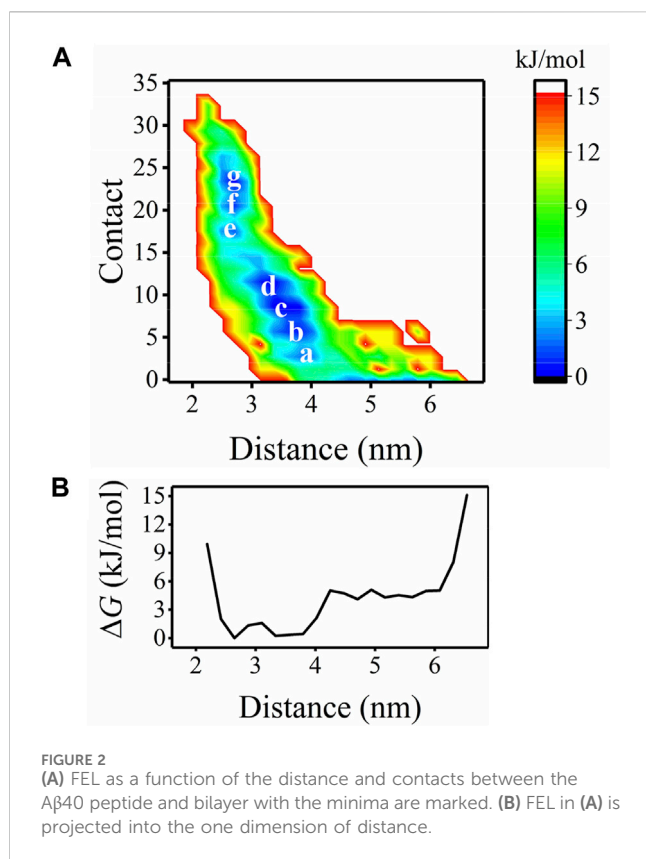 A
kJ/mol
Contact
35
30
25
20
15
10
5
0
g
f
e
d
c
b
a
2 3 4 5 6
Distance (nm)
15
12
9
6
3
0
B
ΔG (kJ/mol)
15
12
9
6
3
0
2 3 4 5 6
Distance (nm)
FIGURE 2
(A) FEL as a function of the distance and contacts between the
Aβ40 peptide and bilayer with the minima are marked. (B) FEL in (A) is
projected into the one dimension of distance.